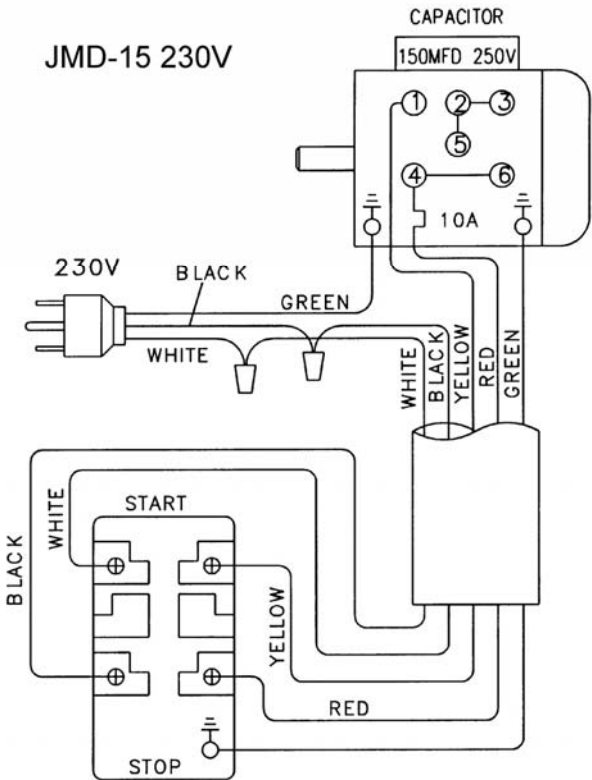 CAPACITOR
JMD-15 230V
150MFD 250V
1 2 3
5
4 6
10A
230V
BLACK
GREEN
WHITE
WHITE
BLACK
YELLOW
RED
GREEN
START
WHITE
BLACK
YELLOW
RED
STOP